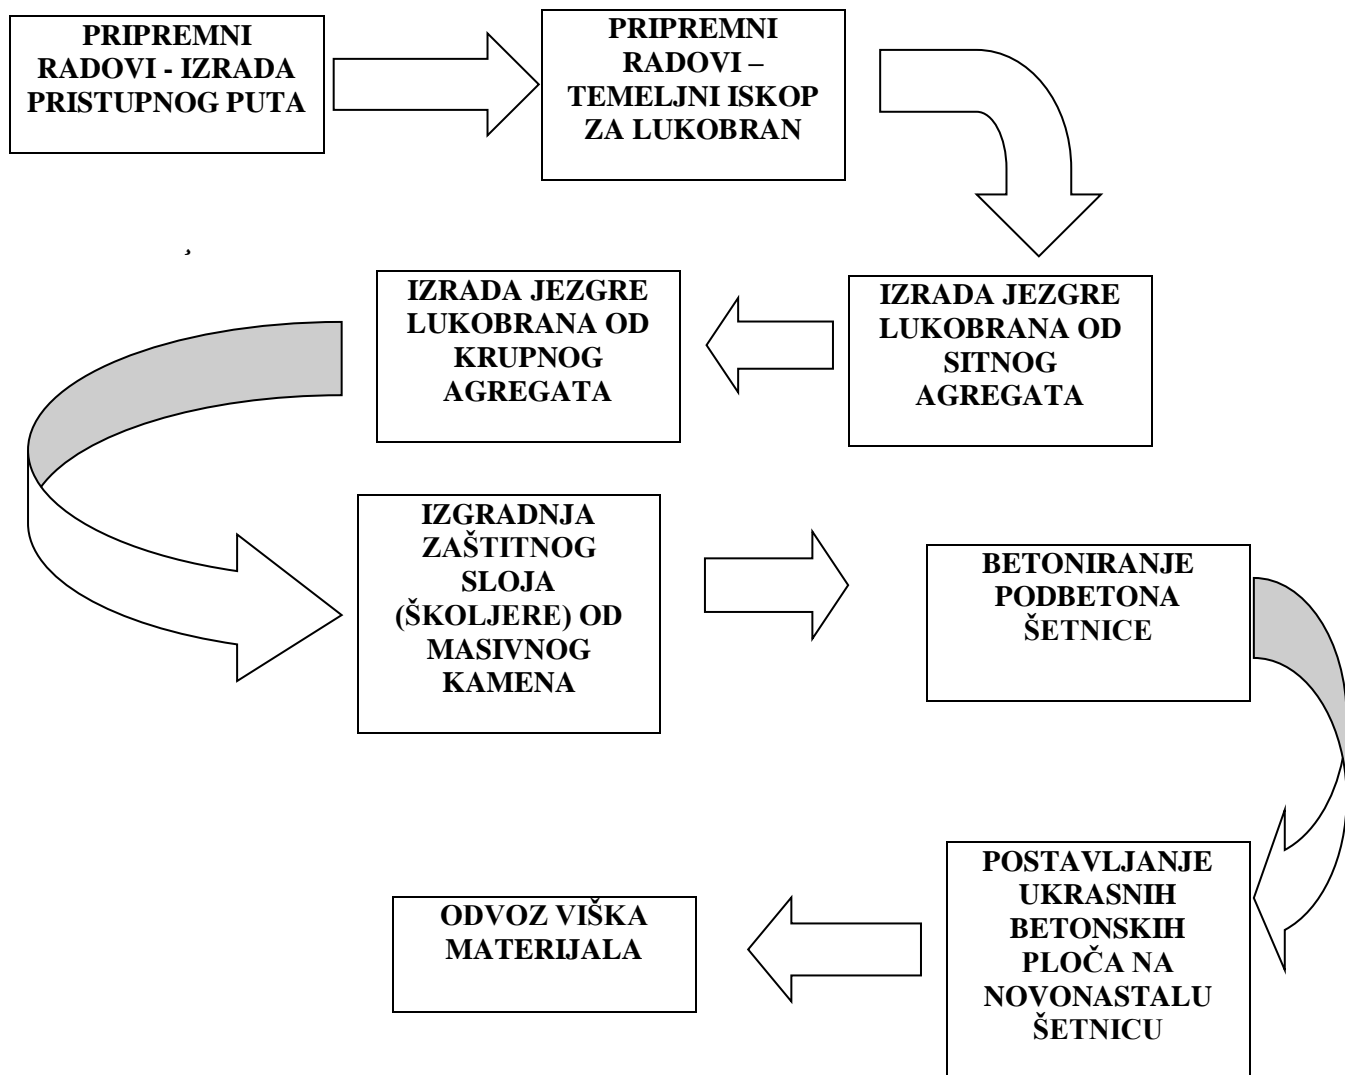 PRIPREMNI
RADOVI - IZRADA
PRISTUPNOG PUTA
PRIPREMNI
RADOVI –
TEMELJNI ISKOP
ZA LUKOBRAN
¸
IZRADA JEZGRE
LUKOBRANA OD
SITNOG
AGREGATA
IZRADA JEZGRE
LUKOBRANA OD
KRUPNOG
AGREGATA
IZGRADNJA
ZAŠTITNOG
SLOJA
(ŠKOLJERE) OD
MASIVNOG
KAMENA
BETONIRANJE
PODBETONA
ŠETNICE
POSTAVLJANJE
UKRASNIH
BETONSKIH
PLOČA NA
NOVONASTALU
ŠETNICU
ODVOZ VIŠKA
MATERIJALA